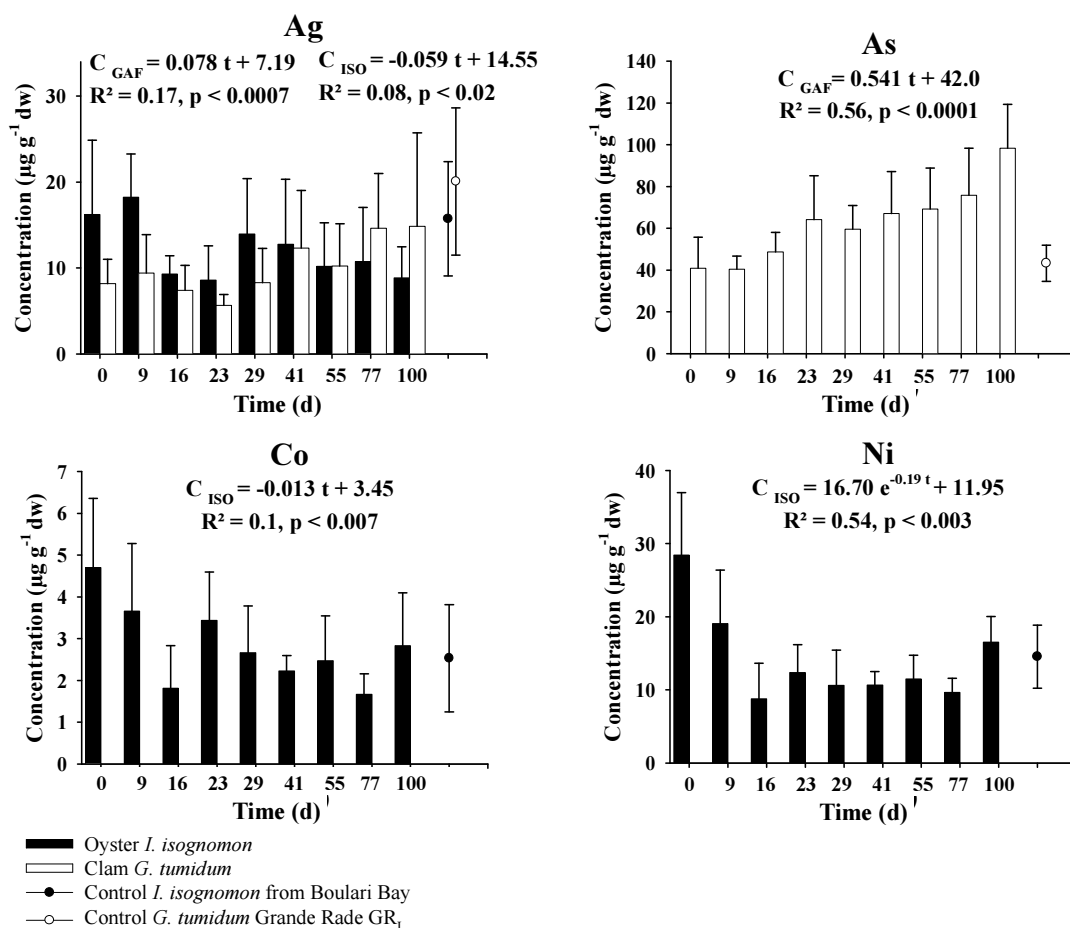 Ag
C GAF = 0.078 t + 7.19
R² = 0.17, p < 0.0007
C ISO = -0.059 t + 14.55
R² = 0.08, p < 0.02
Concentration (µg g⁻¹ dw)
30
20
10
0
0 9 16 23 29 41 55 77 100
Time (d)
As
C GAF = 0.541 t + 42.0
R² = 0.56, p < 0.0001
Concentration (µg g⁻¹ dw)
140
120
100
80
60
40
20
0
0 9 16 23 29 41 55 77 100
Time (d)
Co
C ISO = -0.013 t + 3.45
R² = 0.1, p < 0.007
Concentration (µg g⁻¹ dw)
7
6
5
4
3
2
1
0
0 9 16 23 29 41 55 77 100
Time (d)
Ni
C ISO = 16.70 e⁻⁰·¹⁹ ᵗ + 11.95
R² = 0.54, p < 0.003
Concentration (µg g⁻¹ dw)
40
30
20
10
0
0 9 16 23 29 41 55 77 100
Time (d)
Oyster I. isognomon
Clam G. tumidum
Control I. isognomon from Boulari Bay
Control G. tumidum Grande Rade GR